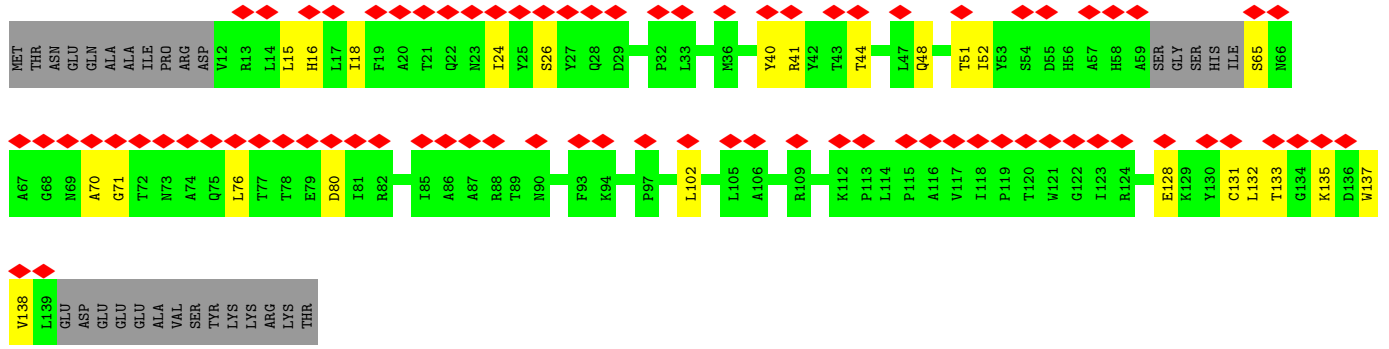 MET THR ASN GLU GLN ALA ALA ILE PRO ARG ASP V12 R13 L14 L15 H16 L17 I18 F19 A20 T21 Q22 N23 I24 Y25 S26 Y27 Q28 D29 P32 L33 M36 Y40 R41 Y42 T43 T44 L47 Q48 T51 I52 Y53 S54 D55 H56 A57 H58 A59 SER GLY SER HIS ILE S65 N66
A67 G68 N69 A70 G71 T72 N73 A74 Q75 L76 T77 T78 E79 D80 I81 R82 I85 A86 A87 R88 T89 N90 F93 K94 P97 L102 L105 A106 R109 K112 P113 L114 P115 A116 V117 I118 P119 T120 W121 G122 I123 R124 E128 K129 Y130 C131 L132 T133 G134 K135 D136 W137
V138 L139 GLU ASP GLU GLU GLU ALA VAL SER TYR LYS LYS ARG LYS THR